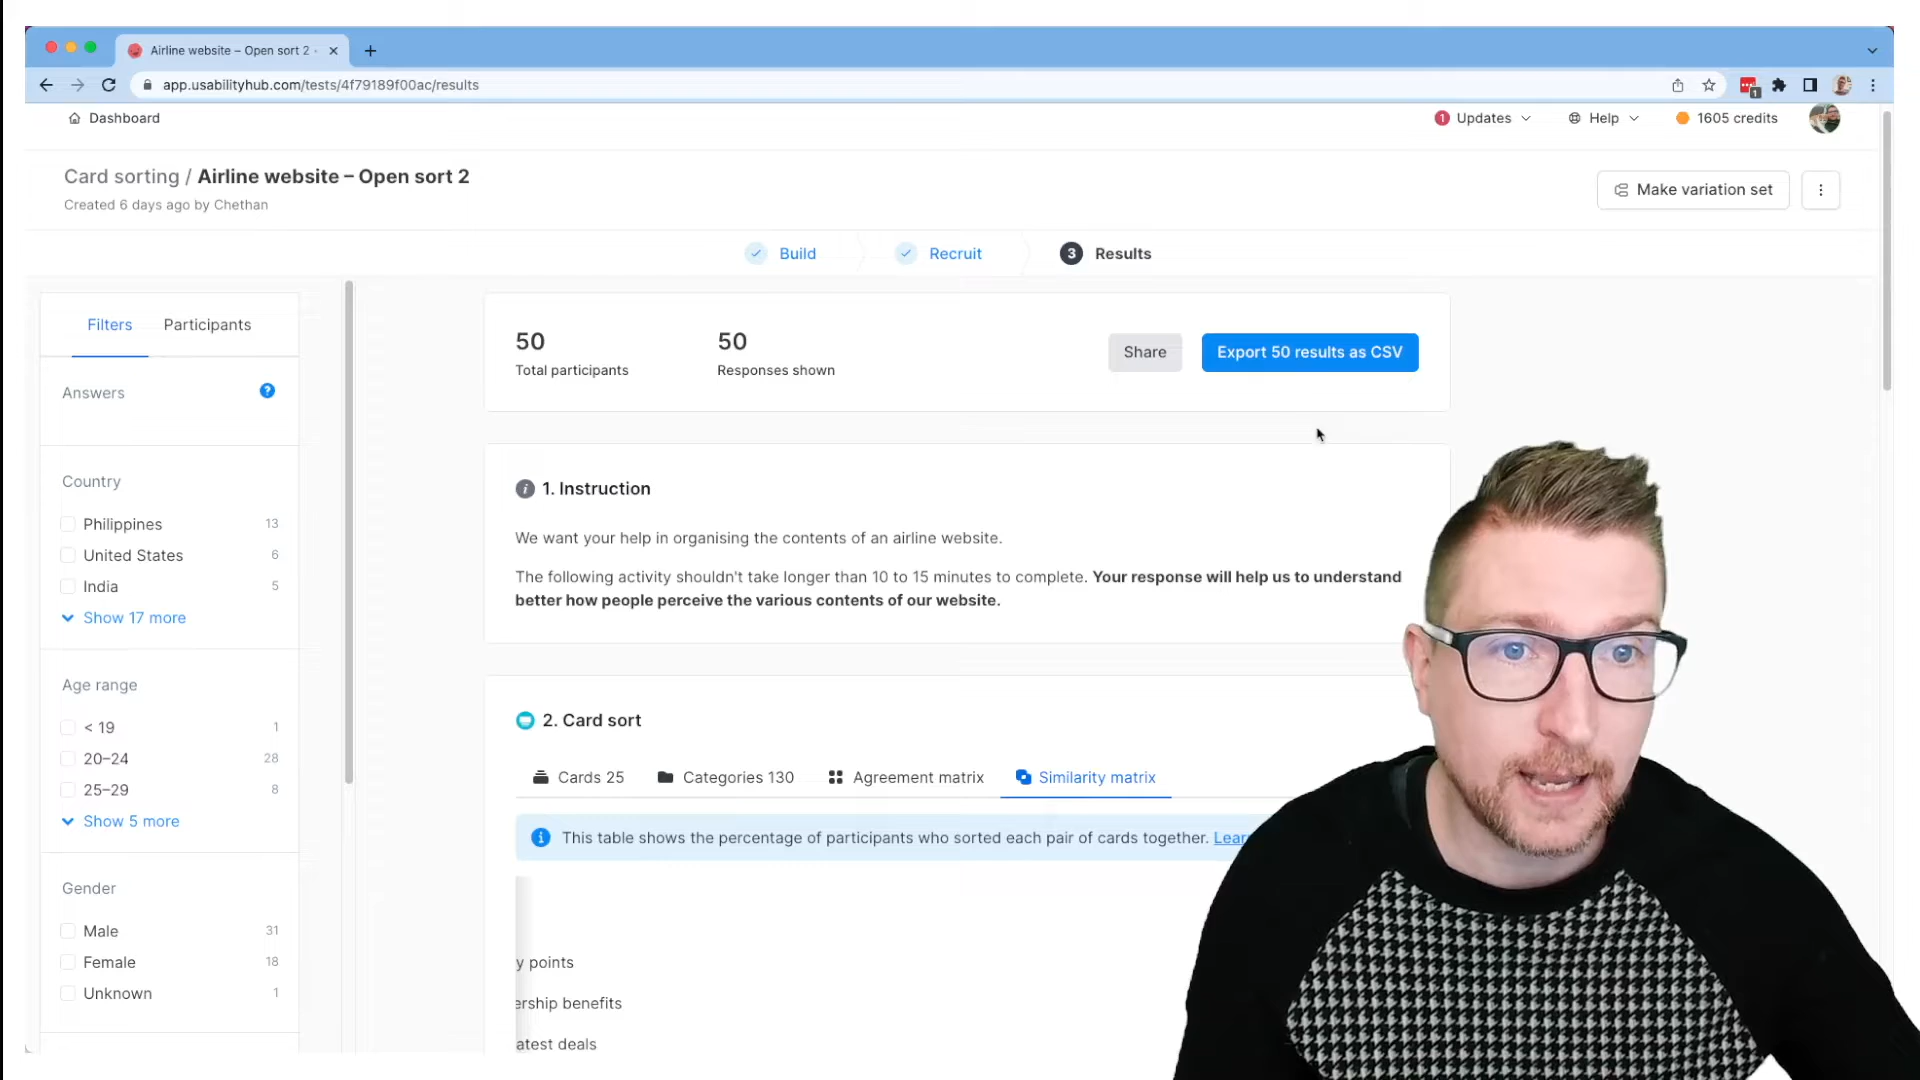 Airline website – Open sort 2
app.usabilityhub.com/tests/4f79189f00ac/results
1
Dashboard
1 Updates
Help
1605 credits
Card sorting / Airline website – Open sort 2
Created 6 days ago by Chethan
Make variation set
Build
Recruit
3 Results
Filters
Participants
Answers
?
Country
Philippines 13
United States 6
India 5
Show 17 more
Age range
< 19 1
20–24 28
25–29 8
Show 5 more
Gender
Male 31
Female 18
Unknown 1
50
Total participants
50
Responses shown
Share
Export 50 results as CSV
1. Instruction
We want your help in organising the contents of an airline website.
The following activity shouldn't take longer than 10 to 15 minutes to complete. Your response will help us to understand
better how people perceive the various contents of our website.
2. Card sort
Cards 25
Categories 130
Agreement matrix
Similarity matrix
This table shows the percentage of participants who sorted each pair of cards together. Lear
y points
ership benefits
atest deals